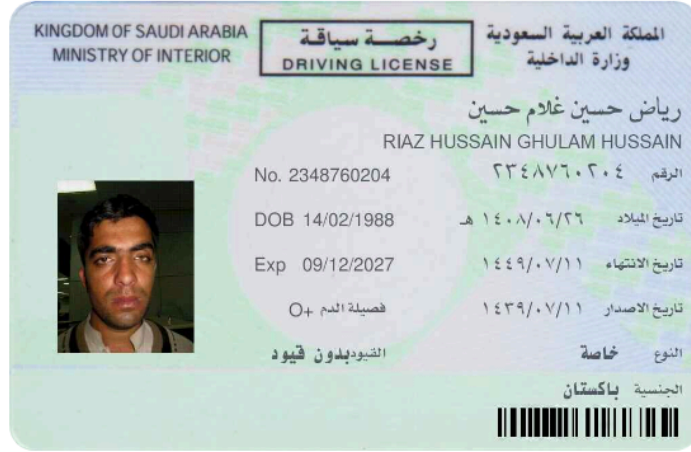 KINGDOM OF SAUDI ARABIA
MINISTRY OF INTERIOR
رخصة سياقة
DRIVING LICENSE
المملكة العربية السعودية
وزارة الداخلية
رياض حسين غلام حسين
RIAZ HUSSAIN GHULAM HUSSAIN
No. 2348760204 الرقم ٢٣٤٨٧٦٠٢٠٤
DOB 14/02/1988 تاريخ الميلاد ١٤٠٨/٠٦/٢٦ هـ
Exp 09/12/2027 تاريخ الانتهاء ١٤٤٩/٠٧/١١
فصيلة الدم O+ تاريخ الاصدار ١٤٣٩/٠٧/١١
النوع خاصة القيود بدون قيود
الجنسية باكستان